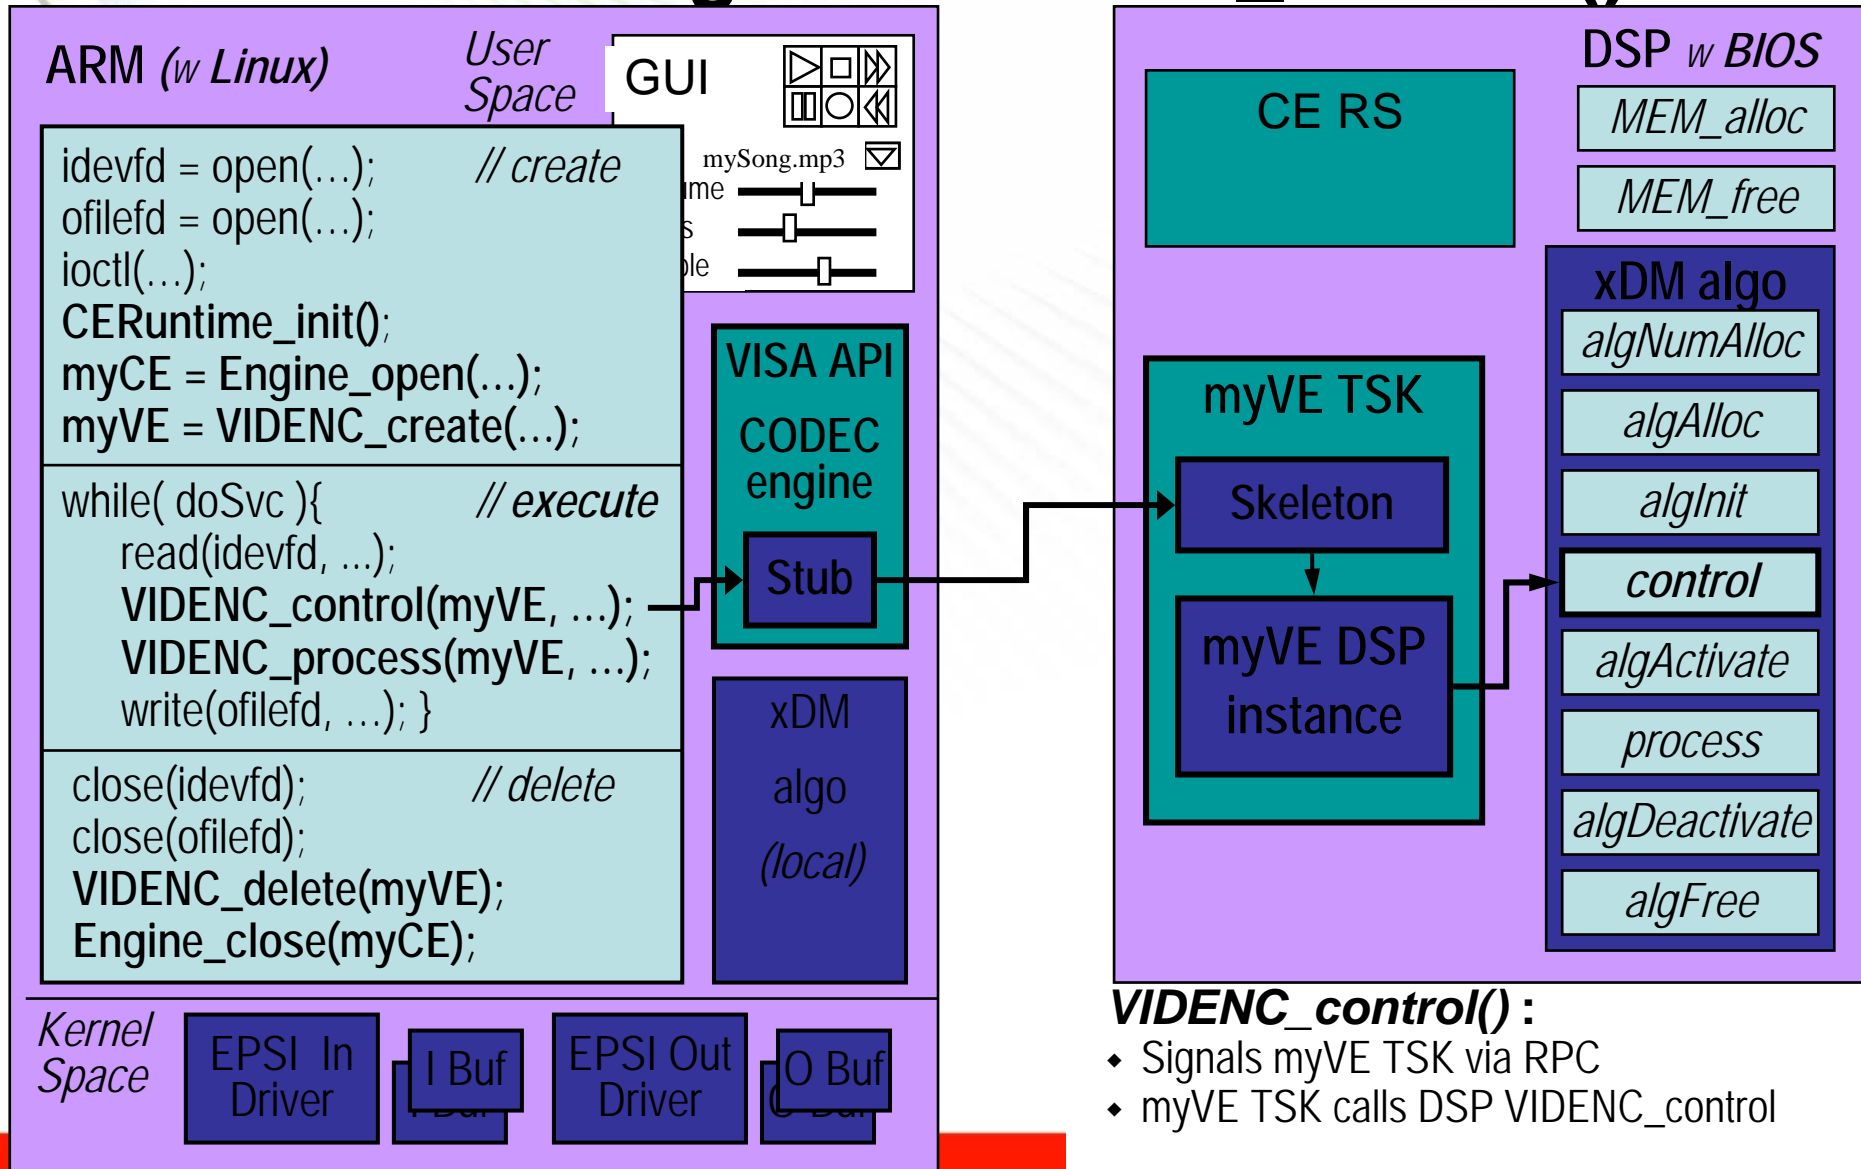 ARM (w Linux)
User
Space
GUI
mySong.mp3
idevfd = open(…); // create
ofilefd = open(…);
ioctl(…);
CERuntime_init();
myCE = Engine_open(…);
myVE = VIDENC_create(…);
while( doSvc ){ // execute
read(idevfd, ...);
VIDENC_control(myVE, …);
VIDENC_process(myVE, …);
write(ofilefd, …); }
close(idevfd); // delete
close(ofilefd);
VIDENC_delete(myVE);
Engine_close(myCE);
VISA API
CODEC
engine
Stub
xDM
algo
(local)
Kernel
Space
EPSI In
Driver
I Buf
EPSI Out
Driver
O Buf
DSP w BIOS
CE RS
MEM_alloc
MEM_free
myVE TSK
Skeleton
myVE DSP
instance
xDM algo
algNumAlloc
algAlloc
algInit
control
algActivate
process
algDeactivate
algFree
VIDENC_control() :
Signals myVE TSK via RPC
myVE TSK calls DSP VIDENC_control